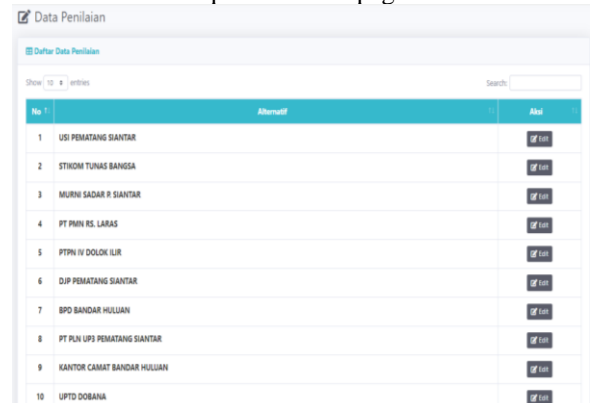 Data Penilaian
Daftar Data Penilaian
Show 10 entries
Search:
No Alternatif Aksi
1 USI PEMATANG SIANTAR Edit
2 STIKOM TUNAS BANGSA Edit
3 MURNI SADAR P. SIANTAR Edit
4 PT PMN RS. LARAS Edit
5 PTPN IV DOLOK ILIR Edit
6 DJP PEMATANG SIANTAR Edit
7 BPD BANDAR HULUAN Edit
8 PT PLN UP3 PEMATANG SIANTAR Edit
9 KANTOR CAMAT BANDAR HULUAN Edit
10 UPTD DOBANA Edit